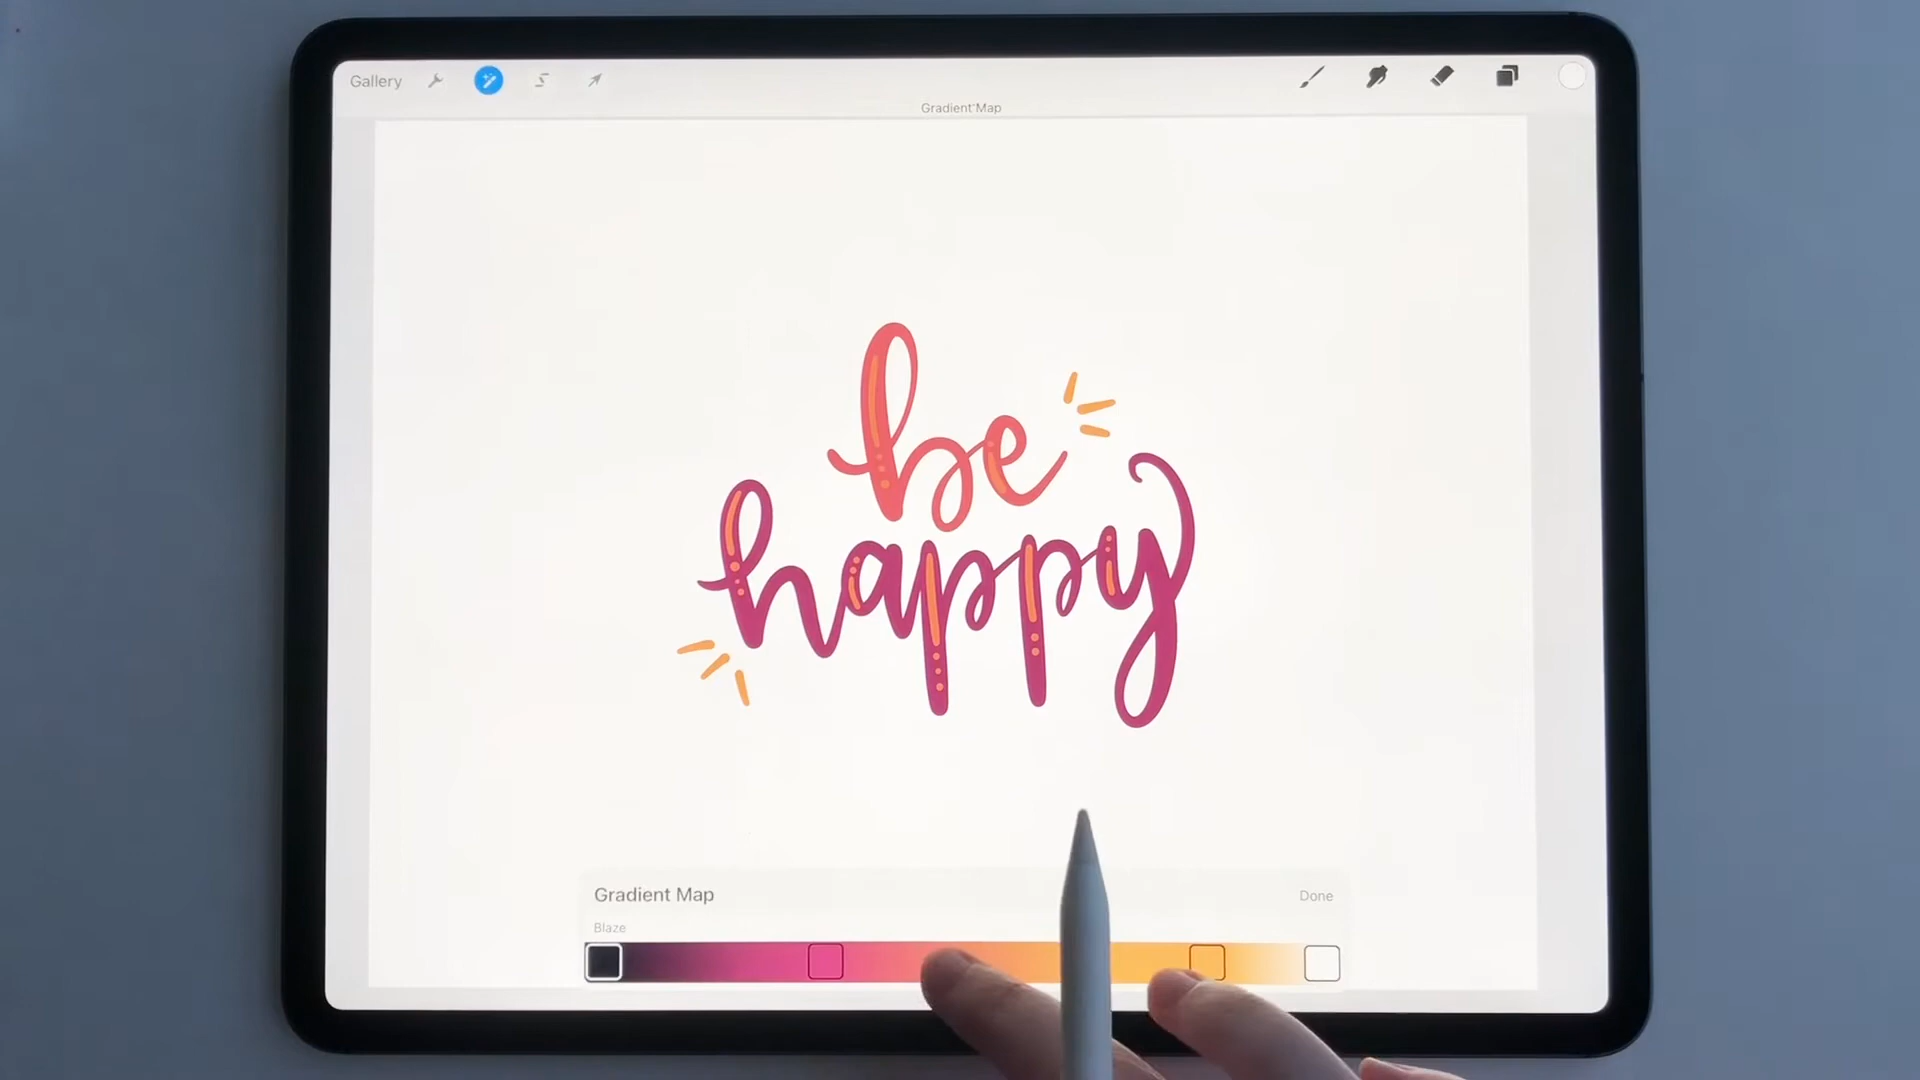 Gallery
Gradient Map
be
happy
Gradient Map
Done
Blaze